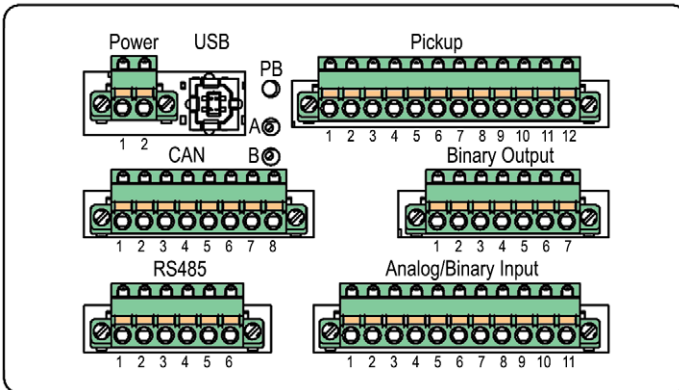 Power USB Pickup
PB
A
1 2
1 2 3 4 5 6 7 8 9 10 11 12
CAN B Binary Output
1 2 3 4 5 6 7 8
1 2 3 4 5 6 7
RS485 Analog/Binary Input
1 2 3 4 5 6
1 2 3 4 5 6 7 8 9 10 11